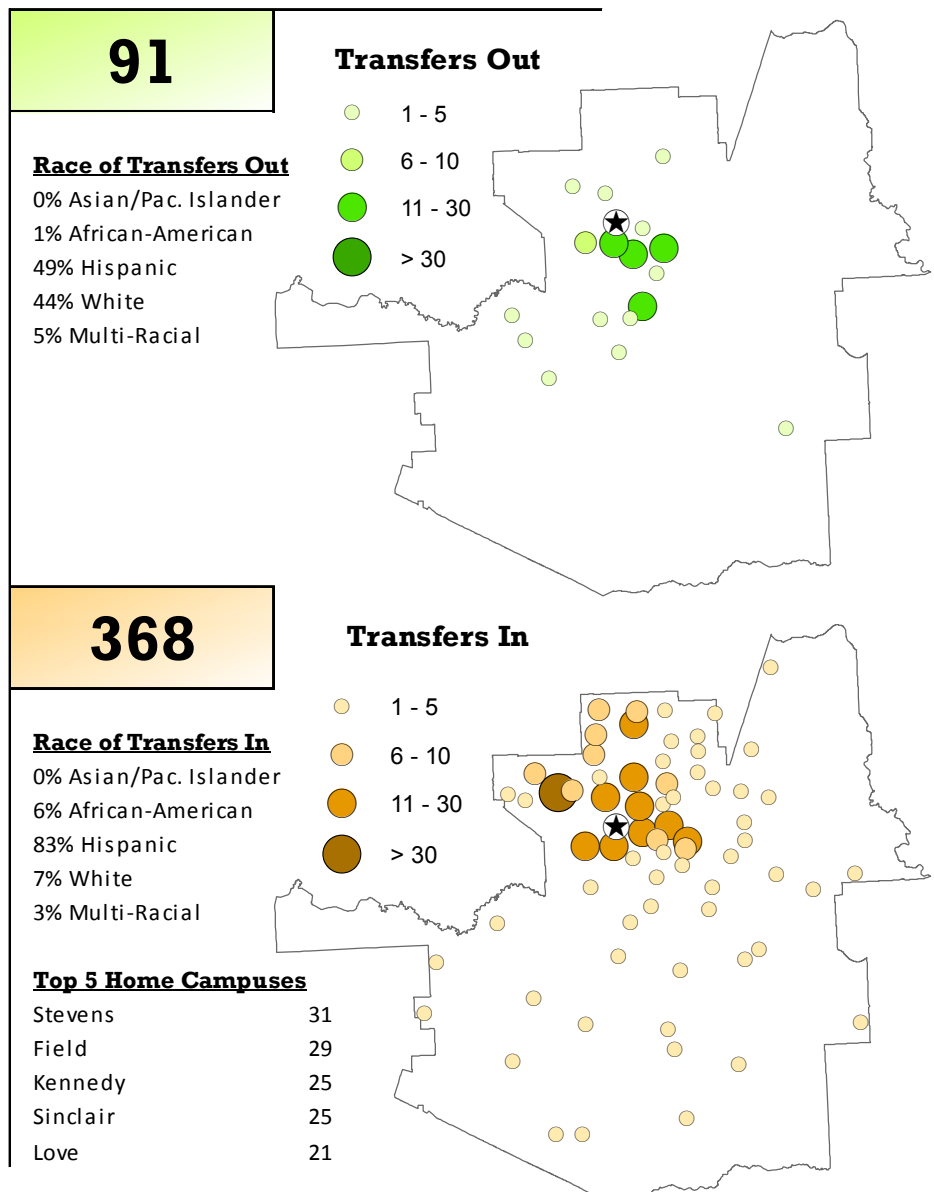 91
Transfers Out
1 - 5
6 - 10
11 - 30
> 30
Race of Transfers Out
0% Asian/Pac. Islander
1% African-American
49% Hispanic
44% White
5% Multi-Racial
368
Transfers In
1 - 5
6 - 10
11 - 30
> 30
Race of Transfers In
0% Asian/Pac. Islander
6% African-American
83% Hispanic
7% White
3% Multi-Racial
Top 5 Home Campuses
Stevens 31
Field 29
Kennedy 25
Sinclair 25
Love 21